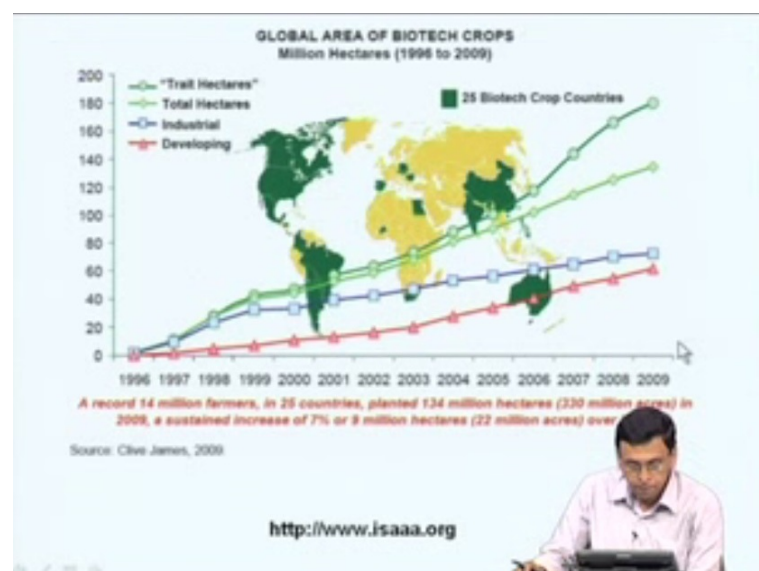 GLOBAL AREA OF BIOTECH CROPS
Million Hectares (1996 to 2009)
200
180
160
140
120
100
80
60
40
20
0
"Trait Hectares"
Total Hectares
Industrial
Developing
25 Biotech Crop Countries
1996 1997 1998 1999 2000 2001 2002 2003 2004 2005 2006 2007 2008 2009
A record 14 million farmers, in 25 countries, planted 134 million hectares (330 million acres) in
2009, a sustained increase of 7% or 9 million hectares (22 million acres) over
Source: Clive James, 2009
http://www.isaaa.org